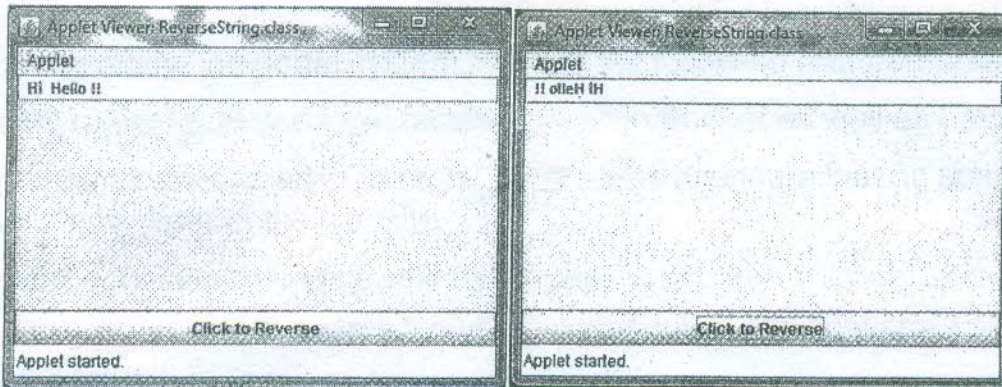 Applet Viewer: ReverseString.class
Applet
Hi Hello !!
Click to Reverse
Applet started.
Applet Viewer: ReverseString.class
Applet
!! olleH iH
Click to Reverse
Applet started.